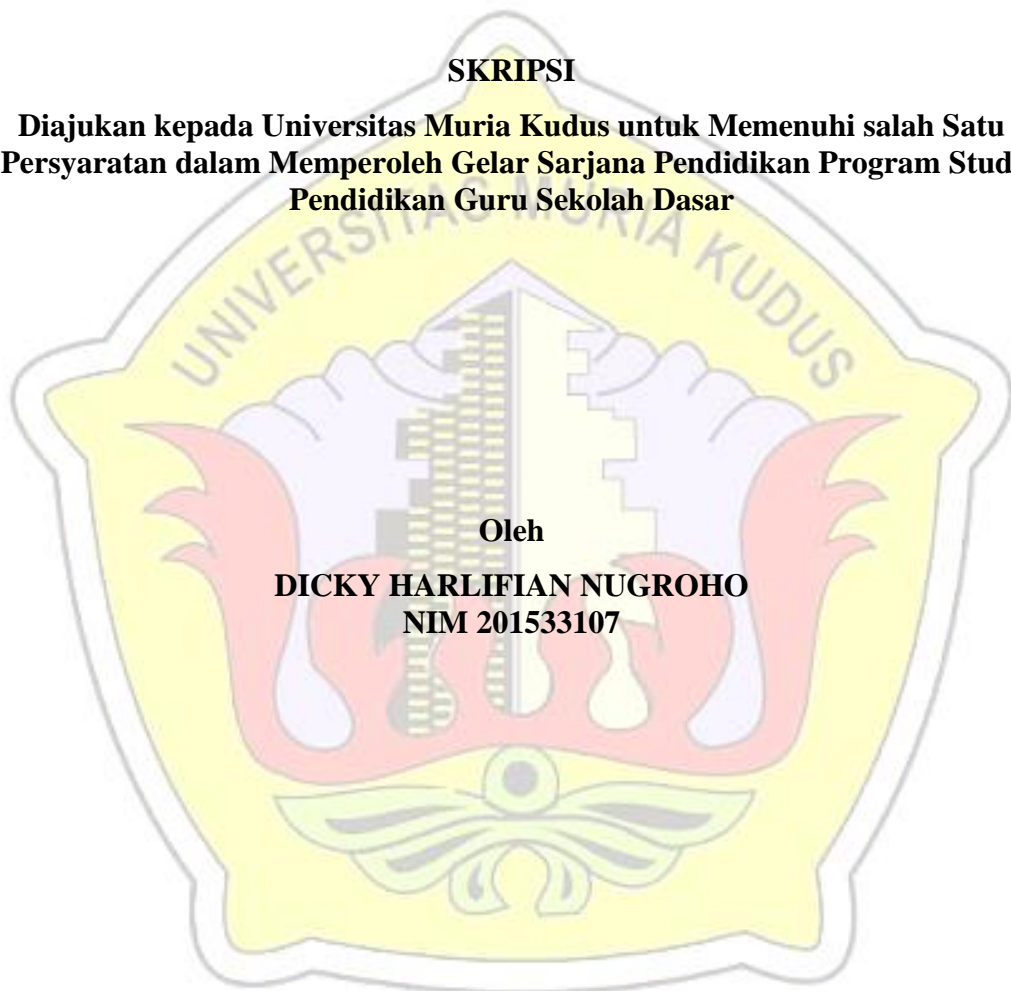 SKRIPSI
Diajukan kepada Universitas Muria Kudus untuk Memenuhi salah Satu
Persyaratan dalam Memperoleh Gelar Sarjana Pendidikan Program Stud
Pendidikan Guru Sekolah Dasar
UNIVERSITAS MURIA KUDUS
Oleh
DICKY HARLIFIAN NUGROHO
NIM 201533107